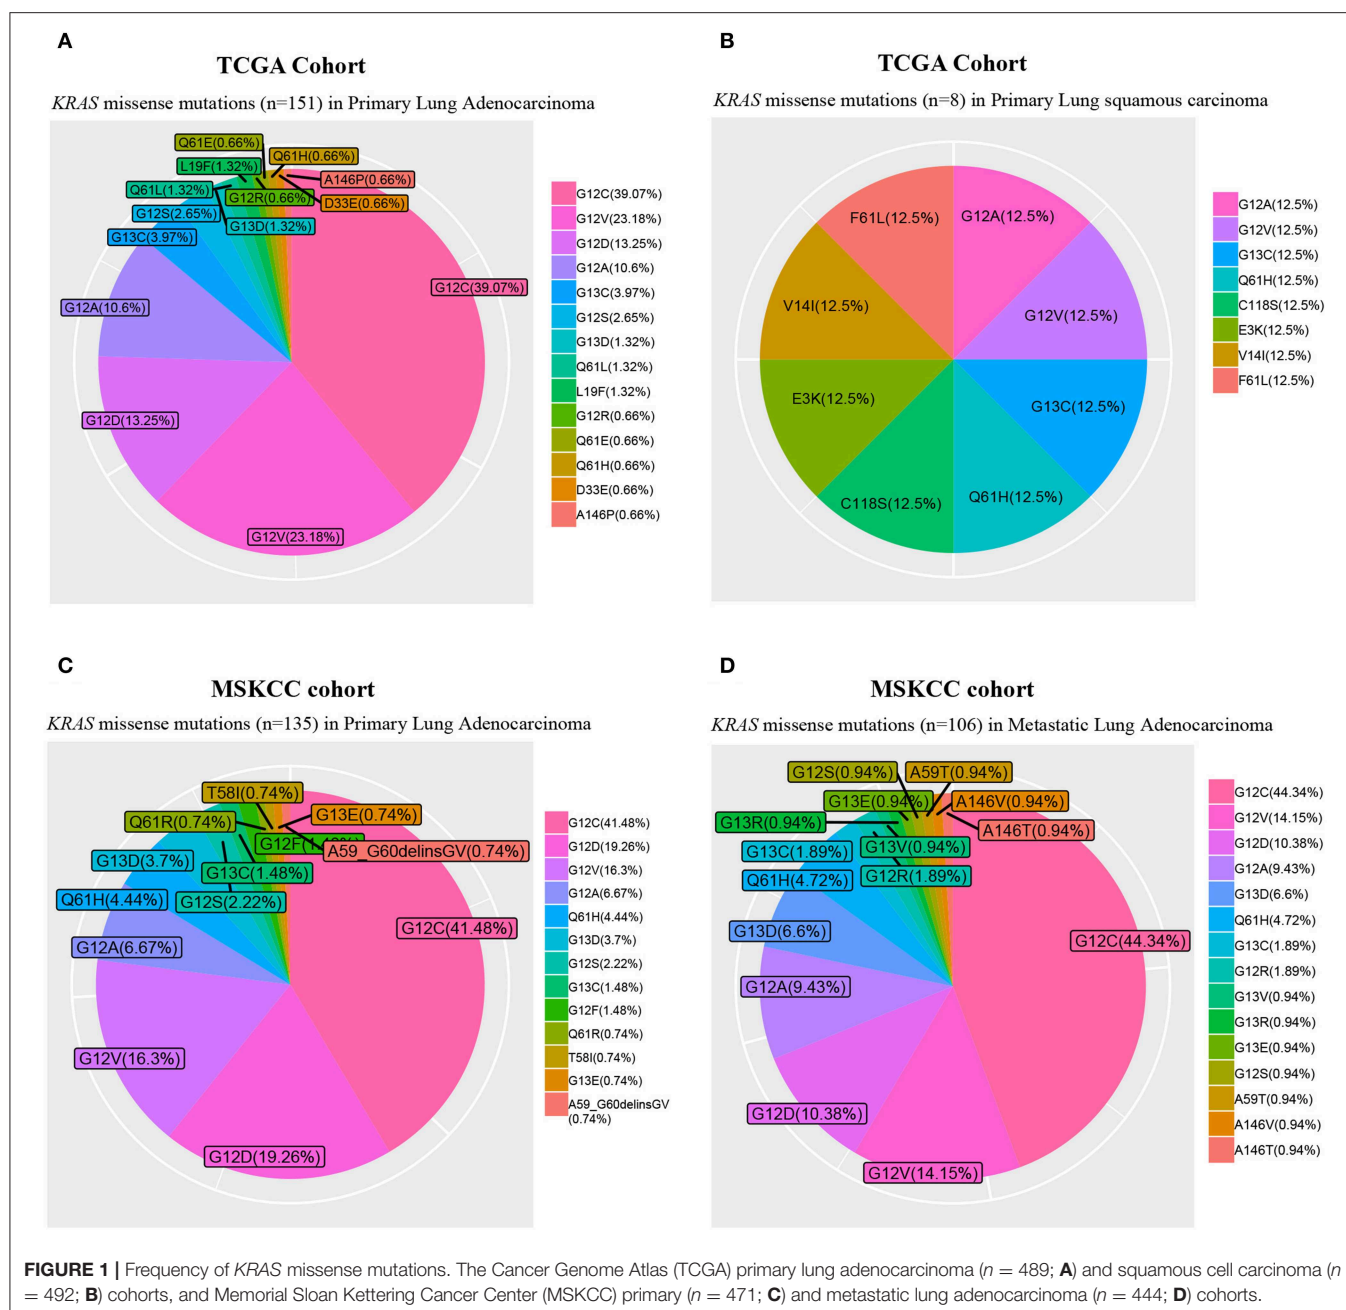 A
TCGA Cohort
KRAS missense mutations (n=151) in Primary Lung Adenocarcinoma
Q61E(0.66%)
Q61H(0.66%)
L19F(1.32%)
A146P(0.66%)
Q61L(1.32%)
G12R(0.66%)
D33E(0.66%)
G12S(2.65%)
G13D(1.32%)
G13C(3.97%)
G12C(39.07%)
G12A(10.6%)
G12D(13.25%)
G12V(23.18%)
G12C(39.07%)
G12V(23.18%)
G12D(13.25%)
G12A(10.6%)
G13C(3.97%)
G12S(2.65%)
G13D(1.32%)
Q61L(1.32%)
L19F(1.32%)
G12R(0.66%)
Q61E(0.66%)
Q61H(0.66%)
D33E(0.66%)
A146P(0.66%)
B
TCGA Cohort
KRAS missense mutations (n=8) in Primary Lung squamous carcinoma
F61L(12.5%)
G12A(12.5%)
V14I(12.5%)
G12V(12.5%)
E3K(12.5%)
G13C(12.5%)
C118S(12.5%)
Q61H(12.5%)
G12A(12.5%)
G12V(12.5%)
G13C(12.5%)
Q61H(12.5%)
C118S(12.5%)
E3K(12.5%)
V14I(12.5%)
F61L(12.5%)
C
MSKCC cohort
KRAS missense mutations (n=135) in Primary Lung Adenocarcinoma
T58I(0.74%)
G13E(0.74%)
Q61R(0.74%)
A59_G60delinsGV(0.74%)
G13D(3.7%)
G13C(1.48%)
Q61H(4.44%)
G12S(2.22%)
G12C(41.48%)
G12A(6.67%)
G12V(16.3%)
G12D(19.26%)
G12C(41.48%)
G12D(19.26%)
G12V(16.3%)
G12A(6.67%)
Q61H(4.44%)
G13D(3.7%)
G12S(2.22%)
G13C(1.48%)
G12F(1.48%)
Q61R(0.74%)
T58I(0.74%)
G13E(0.74%)
A59_G60delinsGV
(0.74%)
D
MSKCC cohort
KRAS missense mutations (n=106) in Metastatic Lung Adenocarcinoma
G12S(0.94%)
A59T(0.94%)
G13E(0.94%)
A146V(0.94%)
G13R(0.94%)
A146T(0.94%)
G13C(1.89%)
G13V(0.94%)
Q61H(4.72%)
G12R(1.89%)
G13D(6.6%)
G12C(44.34%)
G12A(9.43%)
G12D(10.38%)
G12V(14.15%)
G12C(44.34%)
G12V(14.15%)
G12D(10.38%)
G12A(9.43%)
G13D(6.6%)
Q61H(4.72%)
G13C(1.89%)
G12R(1.89%)
G13V(0.94%)
G13R(0.94%)
G13E(0.94%)
G12S(0.94%)
A59T(0.94%)
A146V(0.94%)
A146T(0.94%)
FIGURE 1 | Frequency of KRAS missense mutations. The Cancer Genome Atlas (TCGA) primary lung adenocarcinoma (n = 489; A) and squamous cell carcinoma (n
= 492; B) cohorts, and Memorial Sloan Kettering Cancer Center (MSKCC) primary (n = 471; C) and metastatic lung adenocarcinoma (n = 444; D) cohorts.